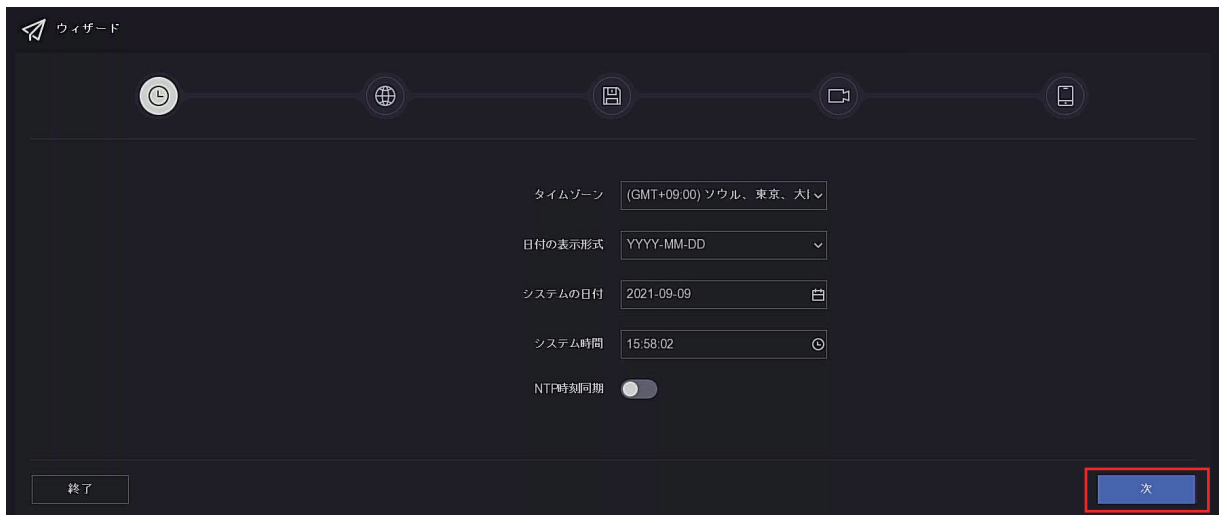 ウィザード
タイムゾーン (GMT+09:00) ソウル、東京、大
日付の表示形式 YYYY-MM-DD
システムの日付 2021-09-09
システム時間 15:58:02
NTP時刻同期
終了 次